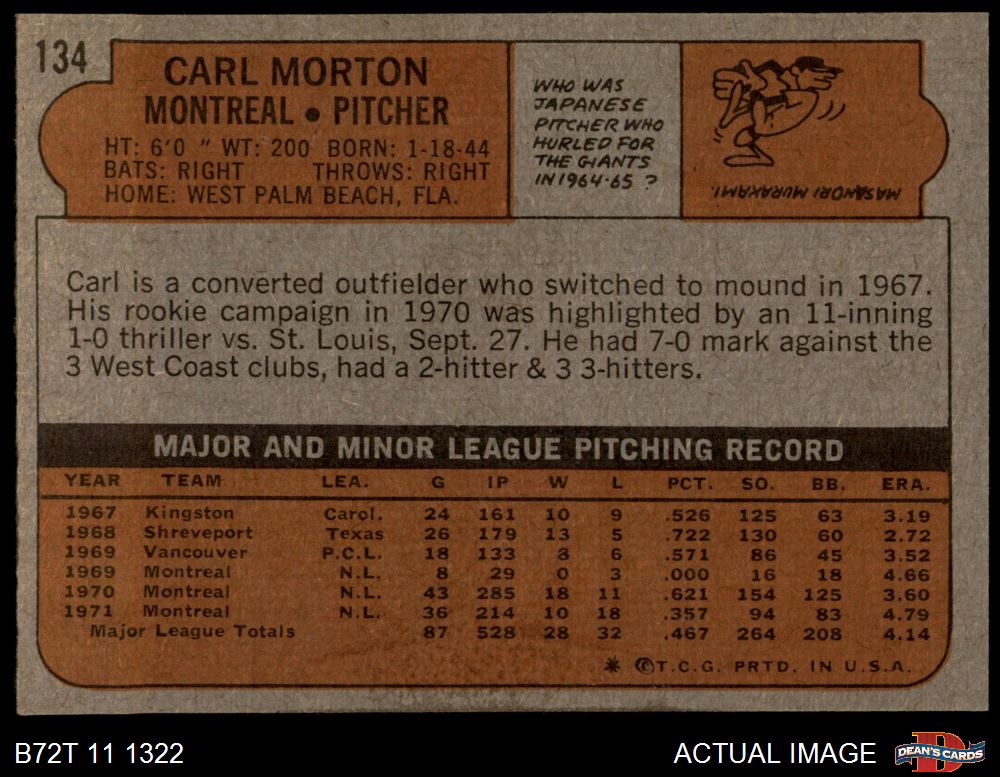 134
CARL MORTON
MONTREAL • PITCHER
HT: 6'0 " WT: 200 BORN: 1-18-44
BATS: RIGHT THROWS: RIGHT
HOME: WEST PALM BEACH, FLA.
WHO WAS
JAPANESE
PITCHER WHO
HURLED FOR
THE GIANTS
IN 1964-65 ?
MASANORI MURAKAMI.
Carl is a converted outfielder who switched to mound in 1967.
His rookie campaign in 1970 was highlighted by an 11-inning
1-0 thriller vs. St. Louis, Sept. 27. He had 7-0 mark against the
3 West Coast clubs, had a 2-hitter & 3 3-hitters.
MAJOR AND MINOR LEAGUE PITCHING RECORD
YEAR TEAM LEA. G IP W L PCT. SO. BB. ERA.
1967 Kingston Carol. 24 161 10 9 .526 125 63 3.19
1968 Shreveport Texas 26 179 13 5 .722 130 60 2.72
1969 Vancouver P.C.L. 18 133 8 6 .571 86 45 3.52
1969 Montreal N.L. 8 29 0 3 .000 16 18 4.66
1970 Montreal N.L. 43 285 18 11 .621 154 125 3.60
1971 Montreal N.L. 36 214 10 18 .357 94 83 4.79
Major League Totals 87 528 28 32 .467 264 208 4.14
* ©T.C.G. PRTD. IN U.S.A.
B72T 11 1322
ACTUAL IMAGE
D
DEAN'S CARDS